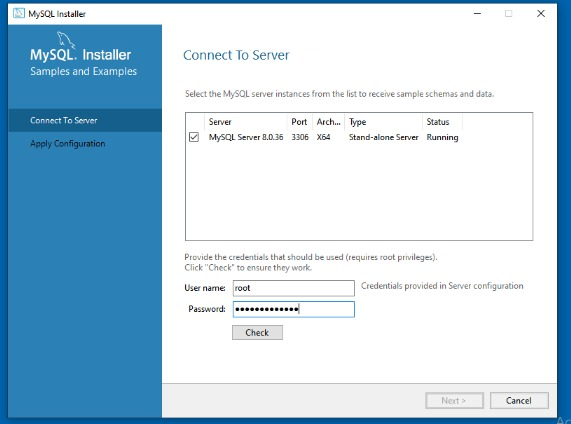 MySQL Installer
MySQL. Installer
Samples and Examples
Connect To Server
Apply Configuration
Connect To Server
Select the MySQL server instances from the list to receive sample schemas and data.
Server Port Arch... Type Status
MySQL Server 8.0.36 3306 X64 Stand-alone Server Running
Provide the credentials that should be used (requires root privileges).
Click "Check" to ensure they work.
User name: root Credentials provided in Server configuration
Password: ●●●●●●●●●●●●●
Check
Next > Cancel